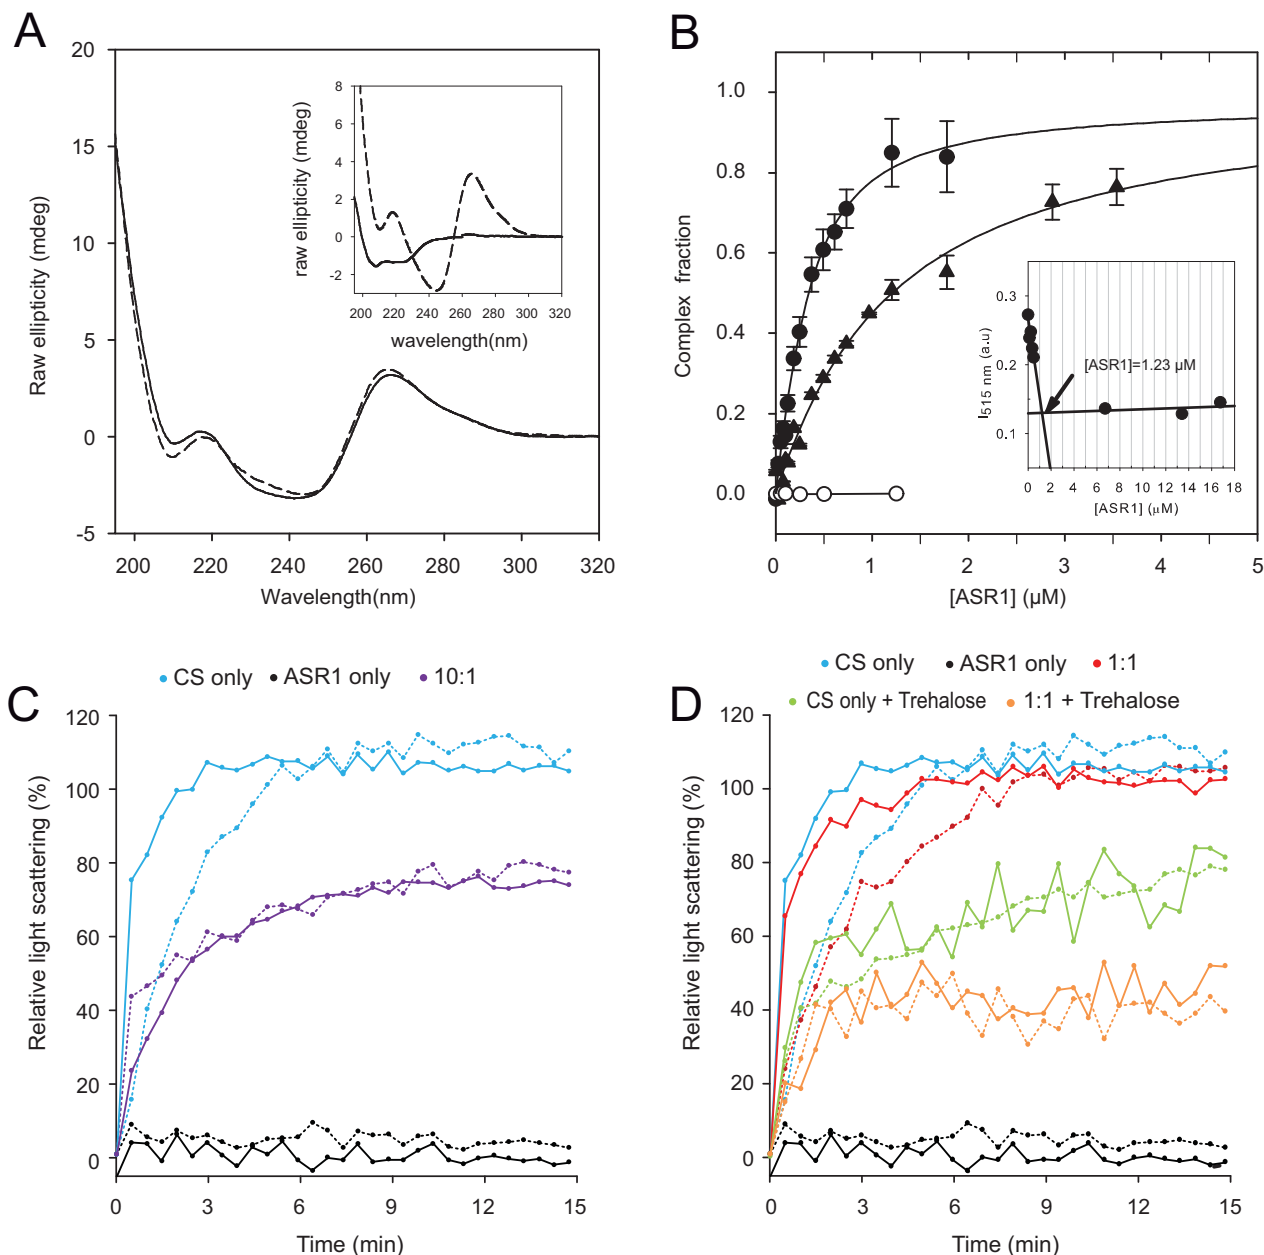 A
20
15
10
5
0
-5
Raw ellipticity (mdeg)
200 220 240 260 280 300 320
Wavelength(nm)
8
6
4
2
0
-2
raw ellipticity (mdeg)
200 220 240 260 280 300 320
wavelength(nm)
B
1.0
0.8
0.6
0.4
0.2
0.0
Complex fraction
0 1 2 3 4 5
[ASR1] (µM)
0.3
0.2
0.1
I515 nm (a.u)
[ASR1]=1.23 µM
0 2 4 6 8 10 12 14 16 18
[ASR1] (µM)
CS only ASR1 only 10:1
C
120
100
80
60
40
20
0
Relative light scattering (%)
0 3 6 9 12 15
Time (min)
CS only ASR1 only 1:1
CS only + Trehalose 1:1 + Trehalose
D
120
100
80
60
40
20
0
Relative light scattering (%)
0 3 6 9 12 15
Time (min)